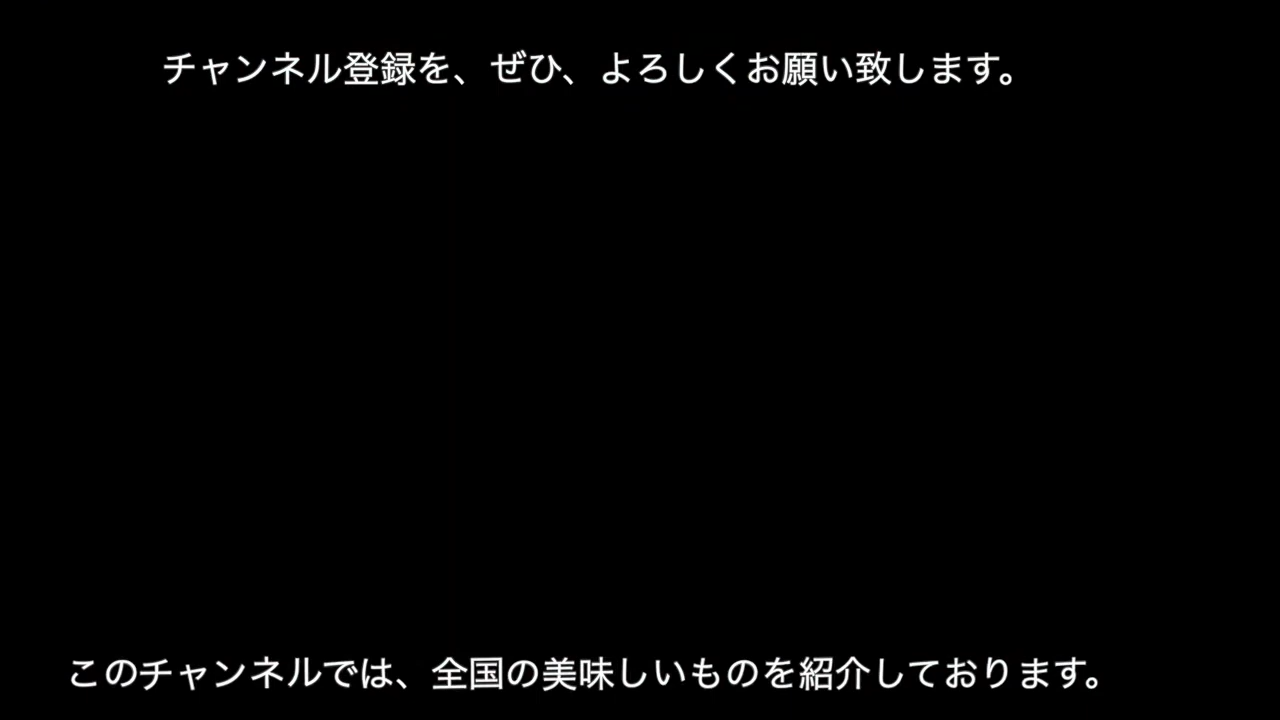 チャンネル登録を、ぜひ、よろしくお願い致します。
このチャンネルでは、全国の美味しいものを紹介しております。